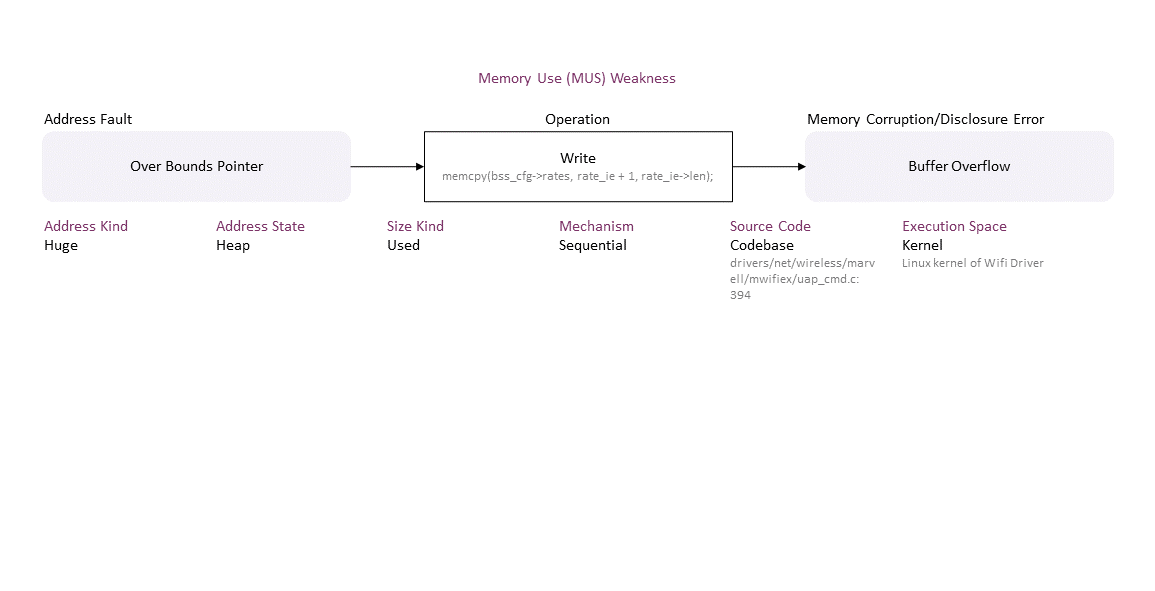 Memory Use (MUS) Weakness
Address Fault
Operation
Memory Corruption/Disclosure Error
Over Bounds Pointer
Write
memcpy(bss_cfg->rates, rate_ie + 1, rate_ie->len);
Buffer Overflow
Address Kind
Huge
Address State
Heap
Size Kind
Used
Mechanism
Sequential
Source Code
Codebase
drivers/net/wireless/marv
ell/mwifiex/uap_cmd.c:
394
Execution Space
Kernel
Linux kernel of Wifi Driver